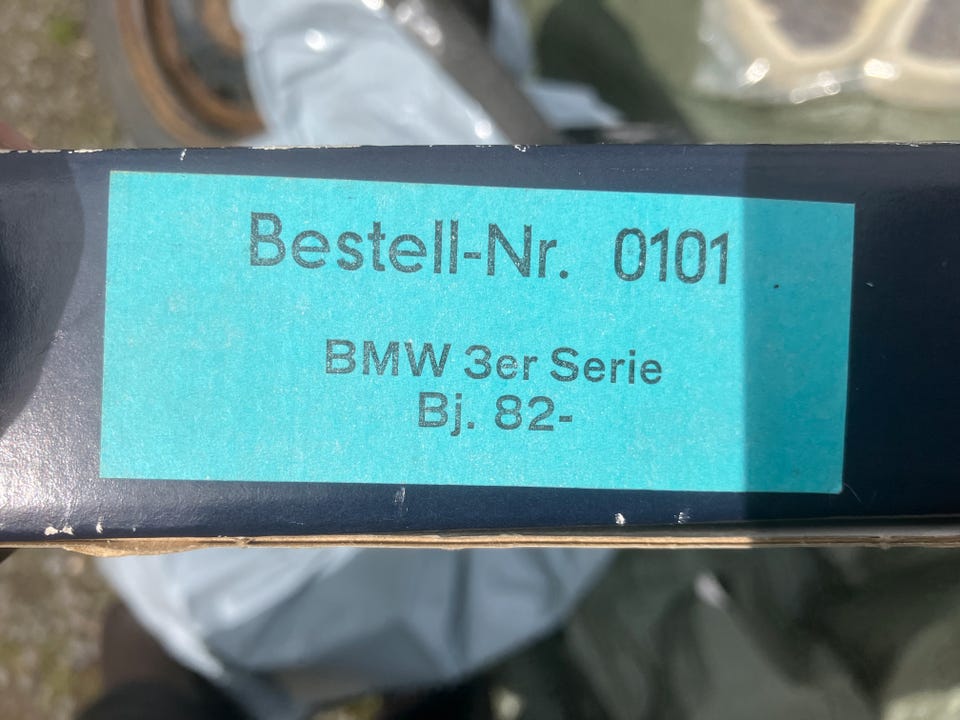 Bestell-Nr. 0101
BMW 3er Serie
Bj. 82-